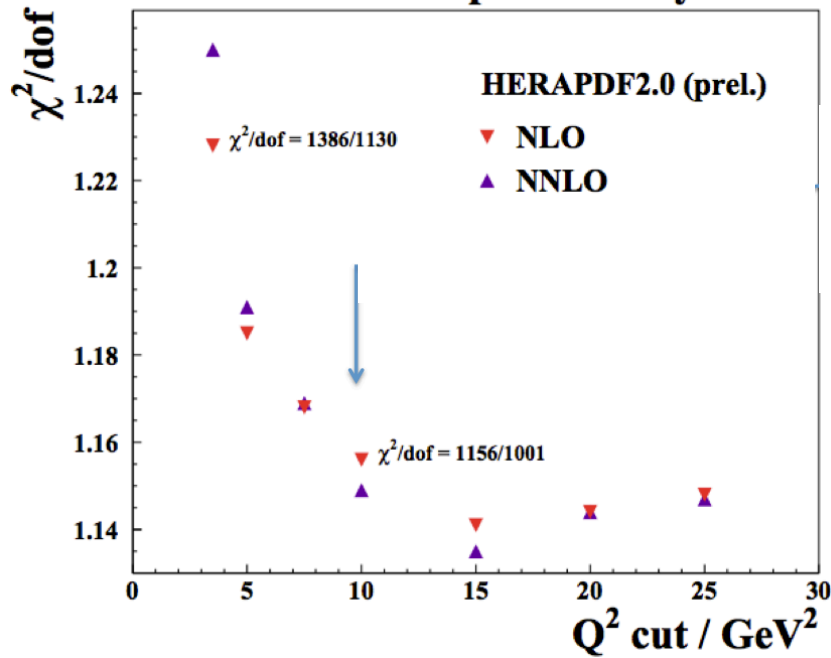 χ²/dof
1.24
1.22
1.2
1.18
1.16
1.14
HERAPDF2.0 (prel.)
NLO
NNLO
χ²/dof = 1386/1130
χ²/dof = 1156/1001
0 5 10 15 20 25 30
Q² cut / GeV²